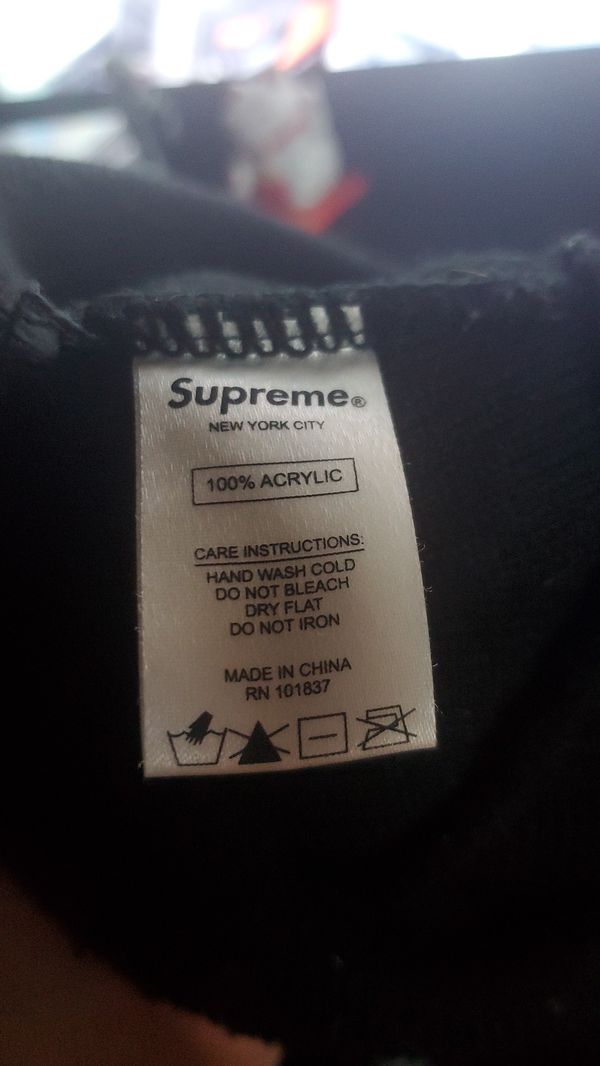 Supreme®
NEW YORK CITY
100% ACRYLIC
CARE INSTRUCTIONS:
HAND WASH COLD
DO NOT BLEACH
DRY FLAT
DO NOT IRON
MADE IN CHINA
RN 101837